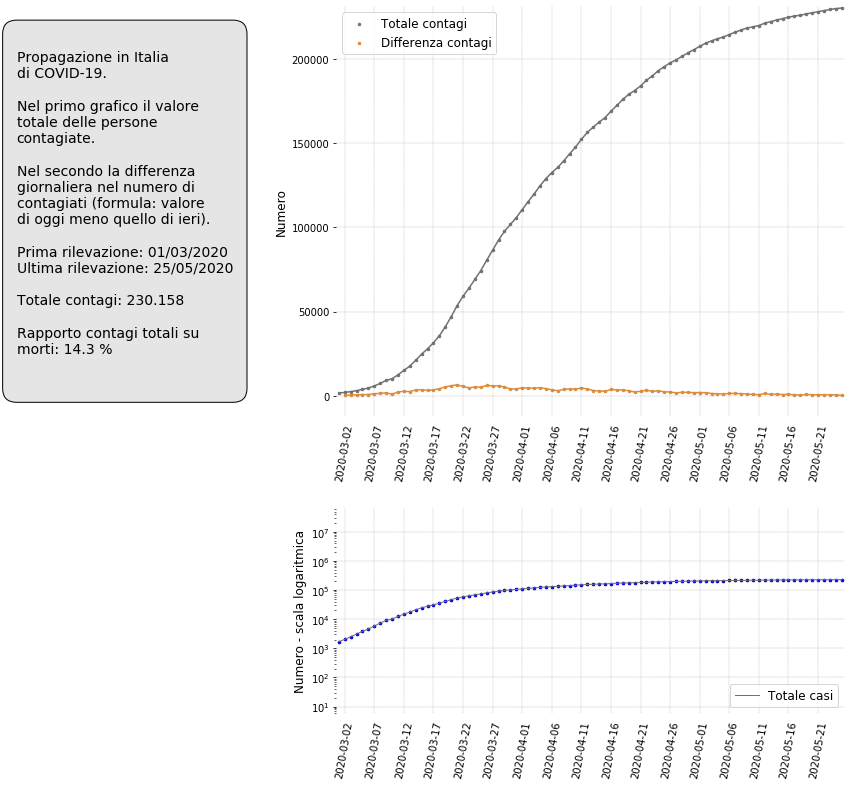 Propagazione in Italia
di COVID-19.
Nel primo grafico il valore
totale delle persone
contagiate.
Nel secondo la differenza
giornaliera nel numero di
contagiati (formula: valore
di oggi meno quello di ieri).
Prima rilevazione: 01/03/2020
Ultima rilevazione: 25/05/2020
Totale contagi: 230.158
Rapporto contagi totali su
morti: 14.3 %
Totale contagi
Differenza contagi
Numero
200000
150000
100000
50000
0
2020-03-02
2020-03-07
2020-03-12
2020-03-17
2020-03-22
2020-03-27
2020-04-01
2020-04-06
2020-04-11
2020-04-16
2020-04-21
2020-04-26
2020-05-01
2020-05-06
2020-05-11
2020-05-16
2020-05-21
Numero - scala logaritmica
10⁷
10⁶
10⁵
10⁴
10³
10²
10¹
Totale casi
2020-03-02
2020-03-07
2020-03-12
2020-03-17
2020-03-22
2020-03-27
2020-04-01
2020-04-06
2020-04-11
2020-04-16
2020-04-21
2020-04-26
2020-05-01
2020-05-06
2020-05-11
2020-05-16
2020-05-21